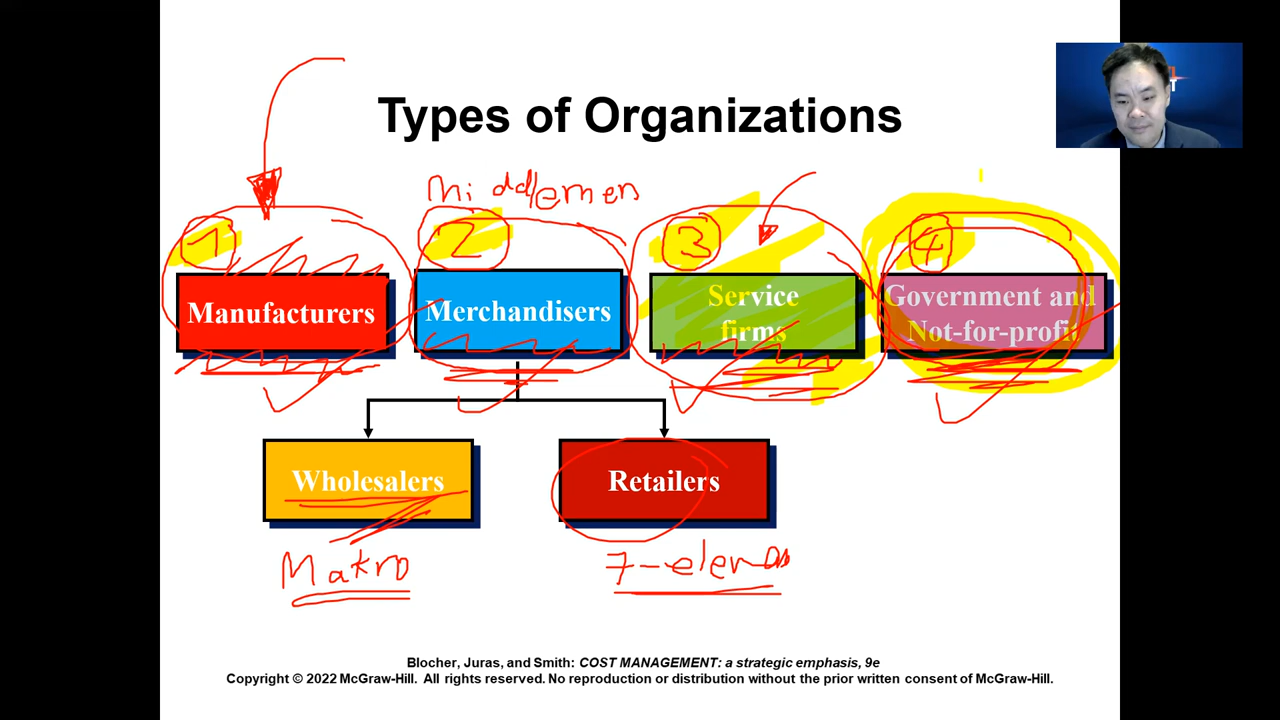 Types of Organizations
Middlemen
1
2
3
4
Manufacturers
Merchandisers
Service
firms
Government and
Not-for-profit
Wholesalers
Retailers
Makro
Blocher, Juras, and Smith: COST MANAGEMENT: a strategic emphasis, 9e
Copyright © 2022 McGraw-Hill. All rights reserved. No reproduction or distribution without the prior written consent of McGraw-Hill.